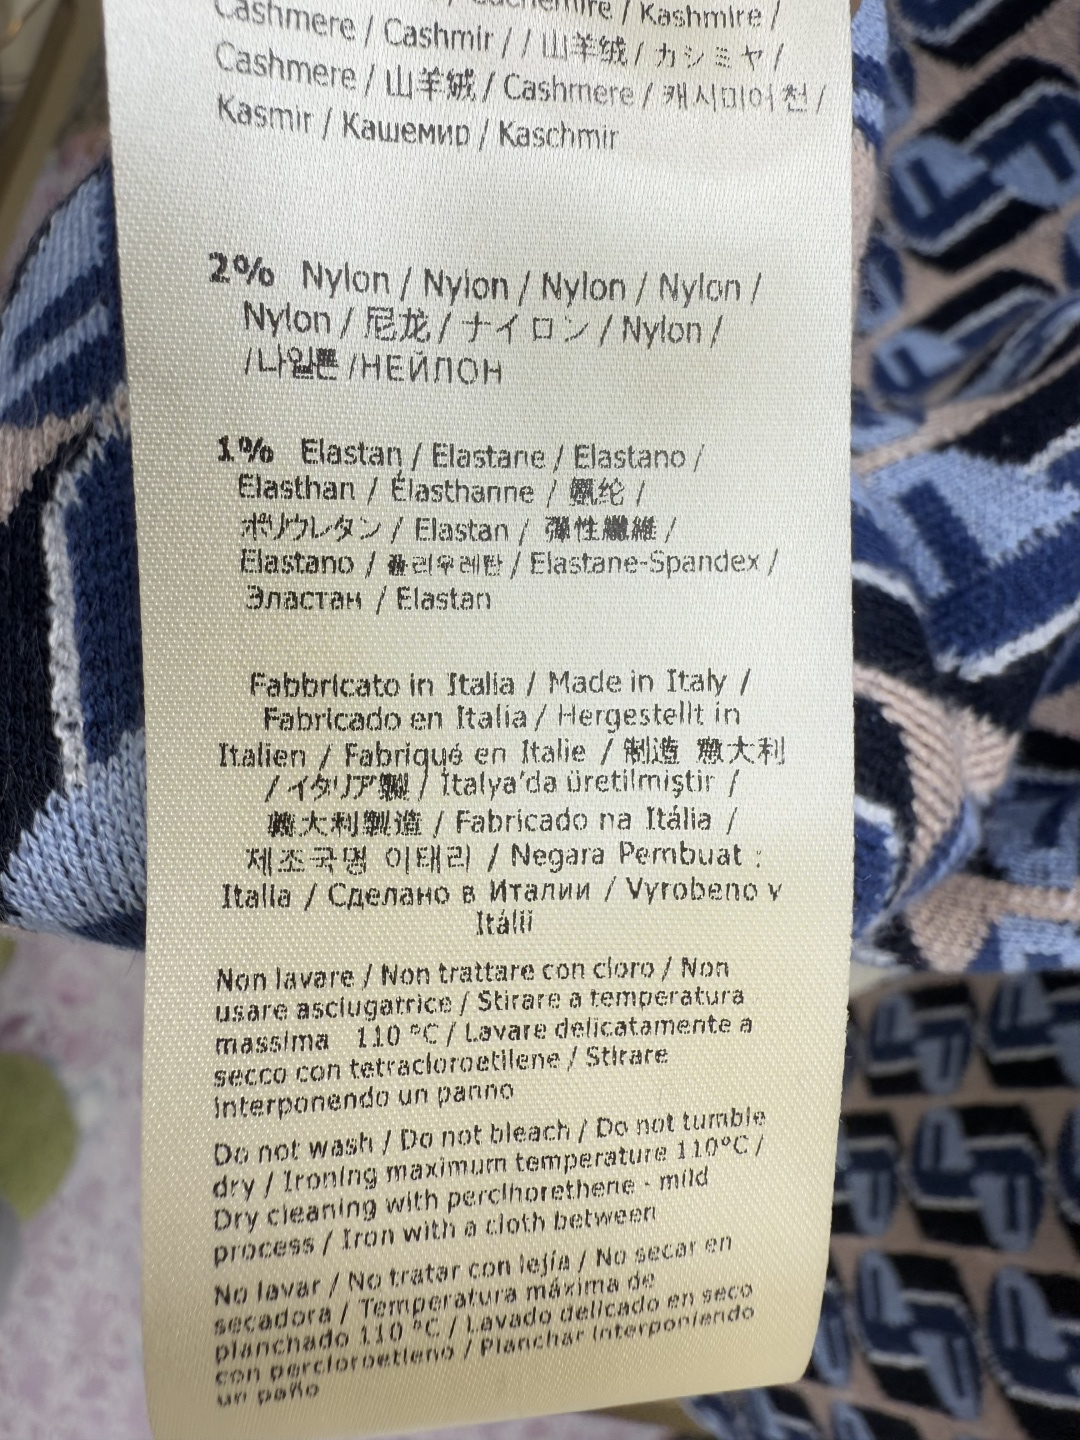 / Cachemire / Kashmire /
Cashmere / Cashmir / / 山羊绒 / カシミヤ /
Cashmere / 山羊絨 / Cashmere / 캐시미어 천 /
Kasmir / Кашемир / Kaschmir
2% Nylon / Nylon / Nylon / Nylon /
Nylon / 尼龙 / ナイロン / Nylon /
/나일론 /НЕЙЛОН
1% Elastan / Elastane / Elastano /
Elasthan / Élasthanne / 氨纶 /
ポリウレタン / Elastan / 彈性纖維 /
Elastano / 폴리우레탄 / Elastane-Spandex /
Эластан / Elastan
Fabbricato in Italia / Made in Italy /
Fabricado en Italia / Hergestellt in
Italien / Fabriqué en Italie / 制造 意大利
/ イタリア製 / İtalya'da üretilmiştir /
義大利製造 / Fabricado na Itália /
제조국명 이태리 / Negara Pembuat :
Italia / Сделано в Италии / Vyrobeno v
Itálii
Non lavare / Non trattare con cloro / Non
usare asciugatrice / Stirare a temperatura
massima 110 °C / Lavare delicatamente a
secco con tetracloroetilene / Stirare
interponendo un panno
Do not wash / Do not bleach / Do not tumble
dry / Ironing maximum temperature 110°C /
Dry cleaning with perclhorethene - mild
process / Iron with a cloth between
No lavar / No tratar con lejía / No secar en
secadora / Temperatura máxima de
planchado 110 °C / Lavado delicado en seco
con percloroetleno / Planchar interponiendo
un paño